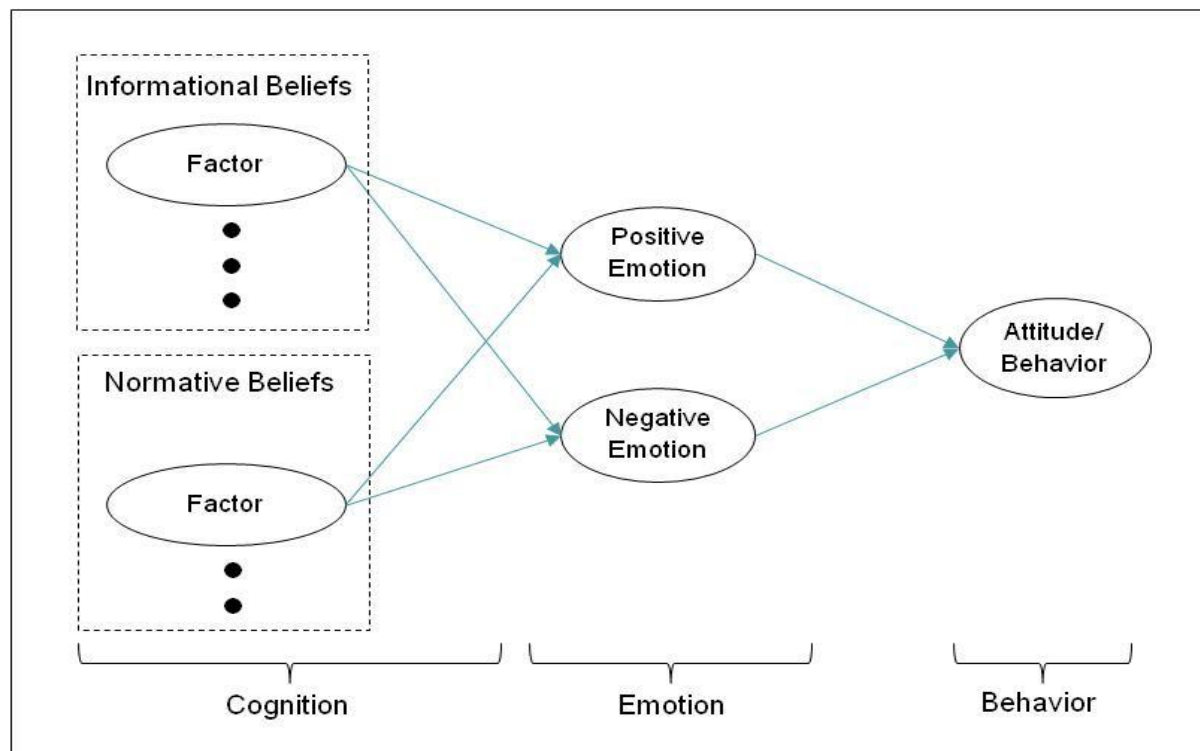 Informational Beliefs
Factor
Positive
Emotion
Attitude/
Behavior
Normative Beliefs
Negative
Emotion
Factor
Cognition
Emotion
Behavior